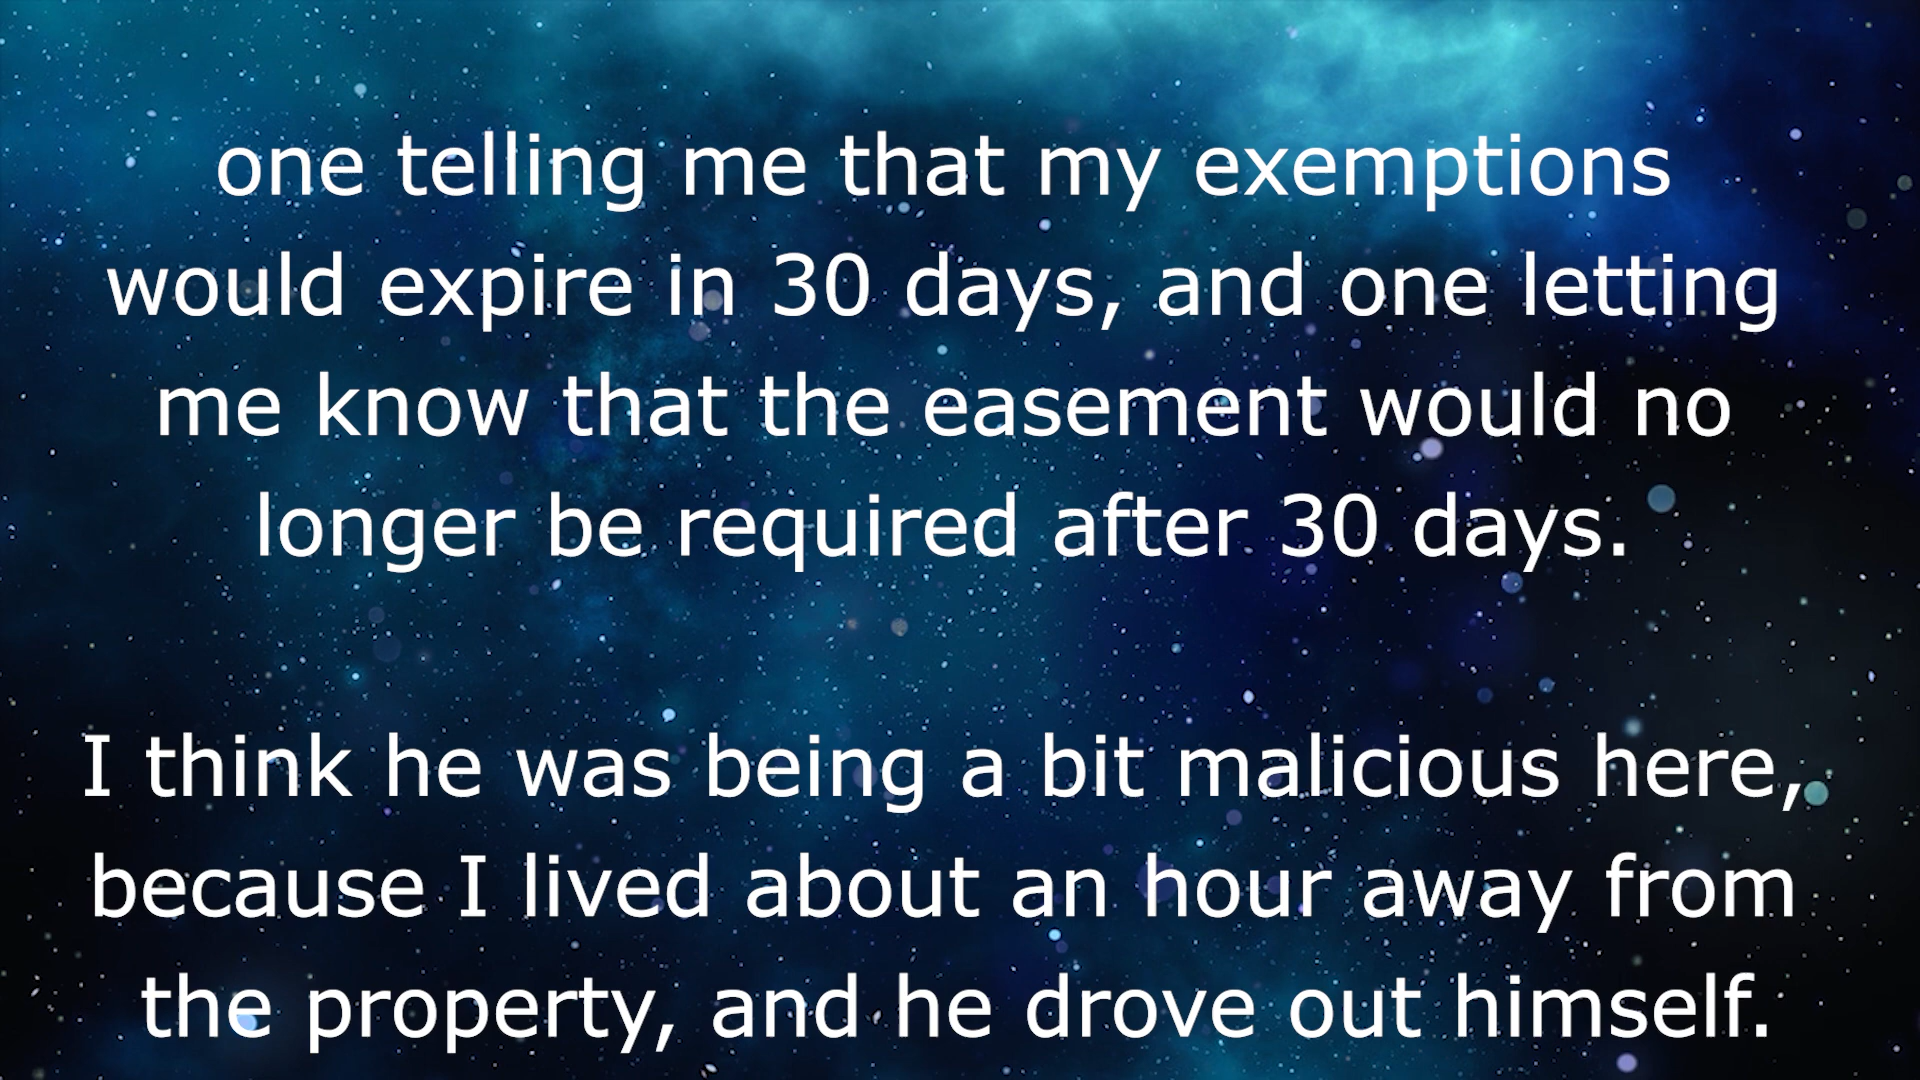 one telling me that my exemptions
would expire in 30 days, and one letting
me know that the easement would no
longer be required after 30 days.
I think he was being a bit malicious here,
because I lived about an hour away from
the property, and he drove out himself.